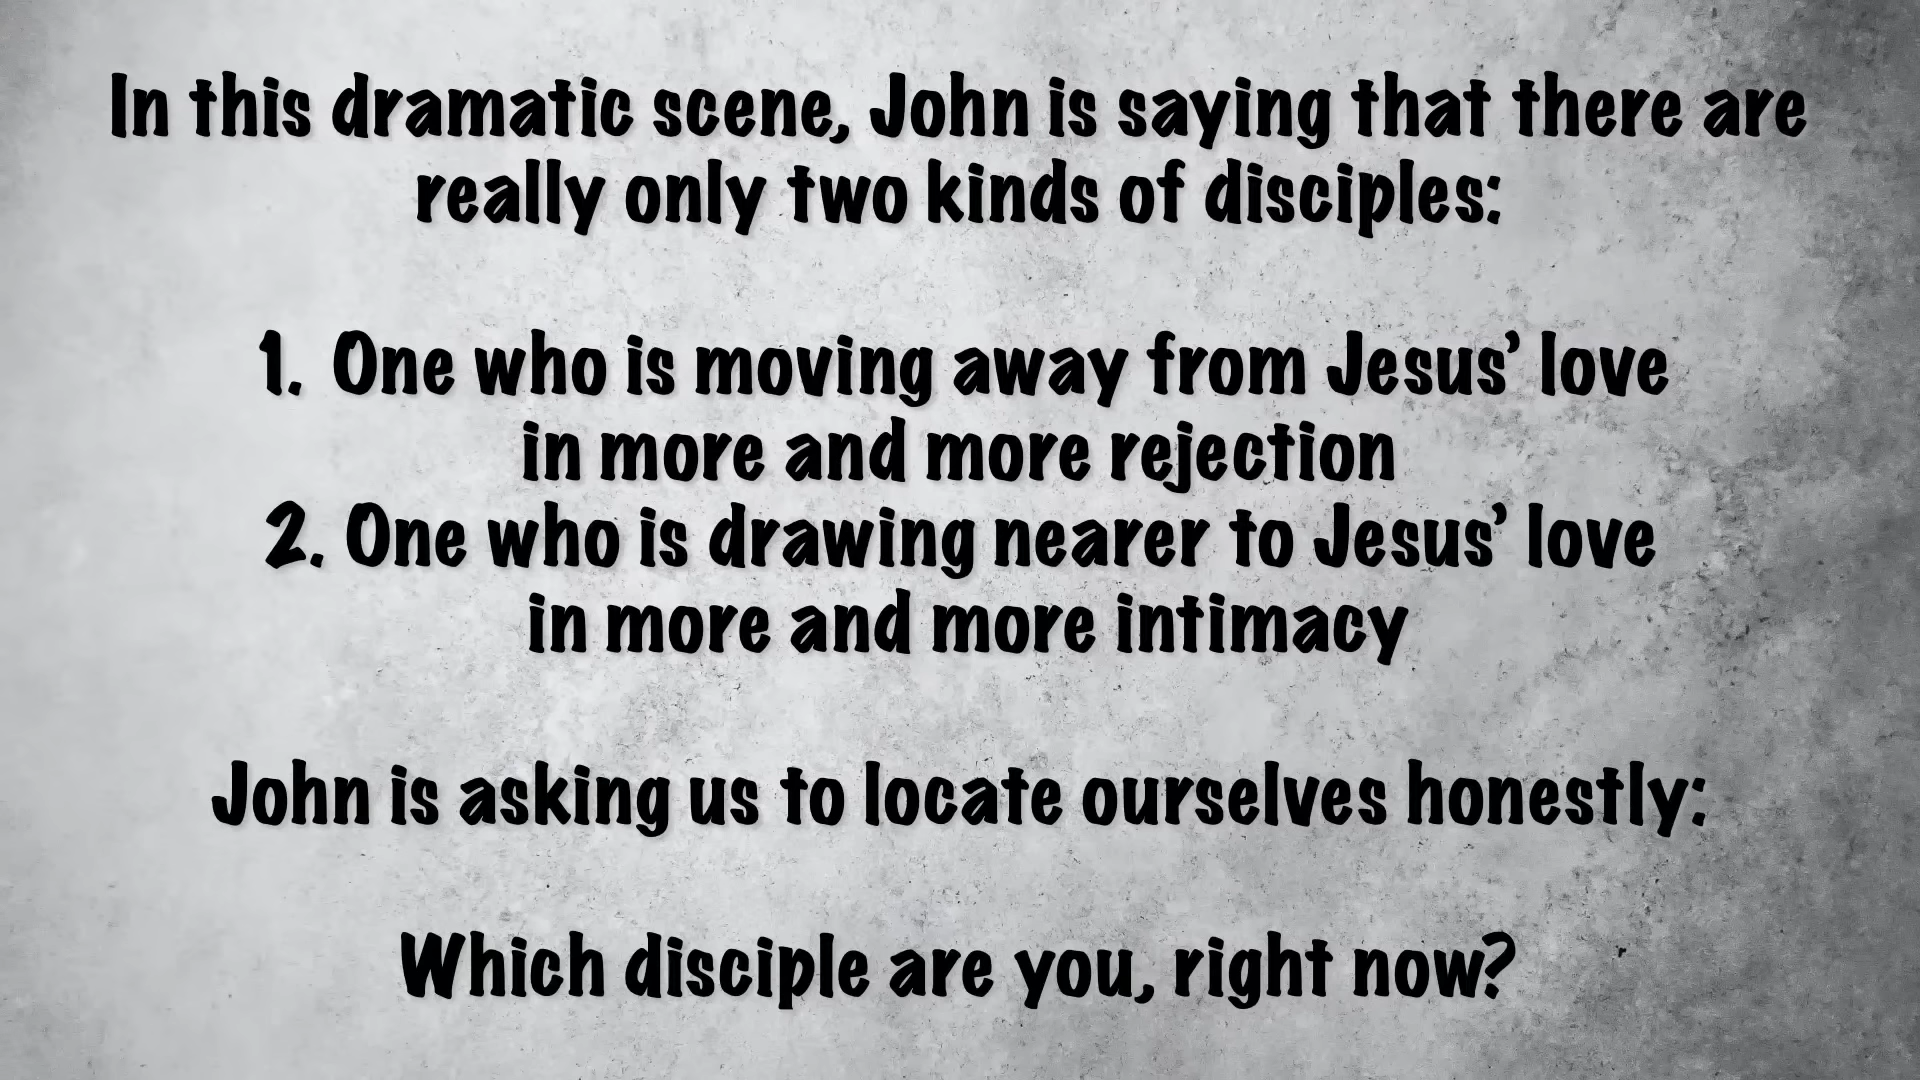 In this dramatic scene, John is saying that there are
really only two kinds of disciples:
1. One who is moving away from Jesus’ love
in more and more rejection
2. One who is drawing nearer to Jesus’ love
in more and more intimacy
John is asking us to locate ourselves honestly:
Which disciple are you, right now?